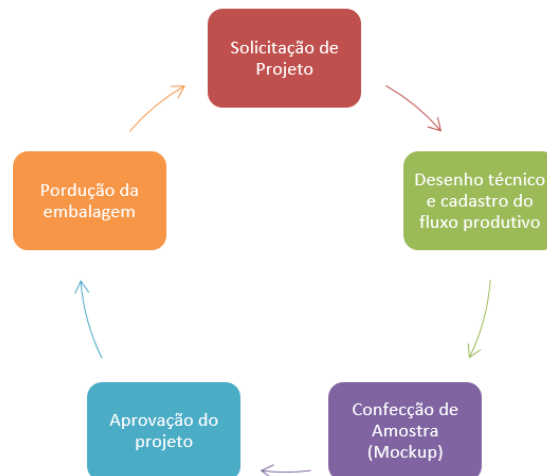 Solicitação de
Projeto
Desenho técnico
e cadastro do
fluxo produtivo
Confecção de
Amostra
(Mockup)
Aprovação do
projeto
Pordução da
embalagem